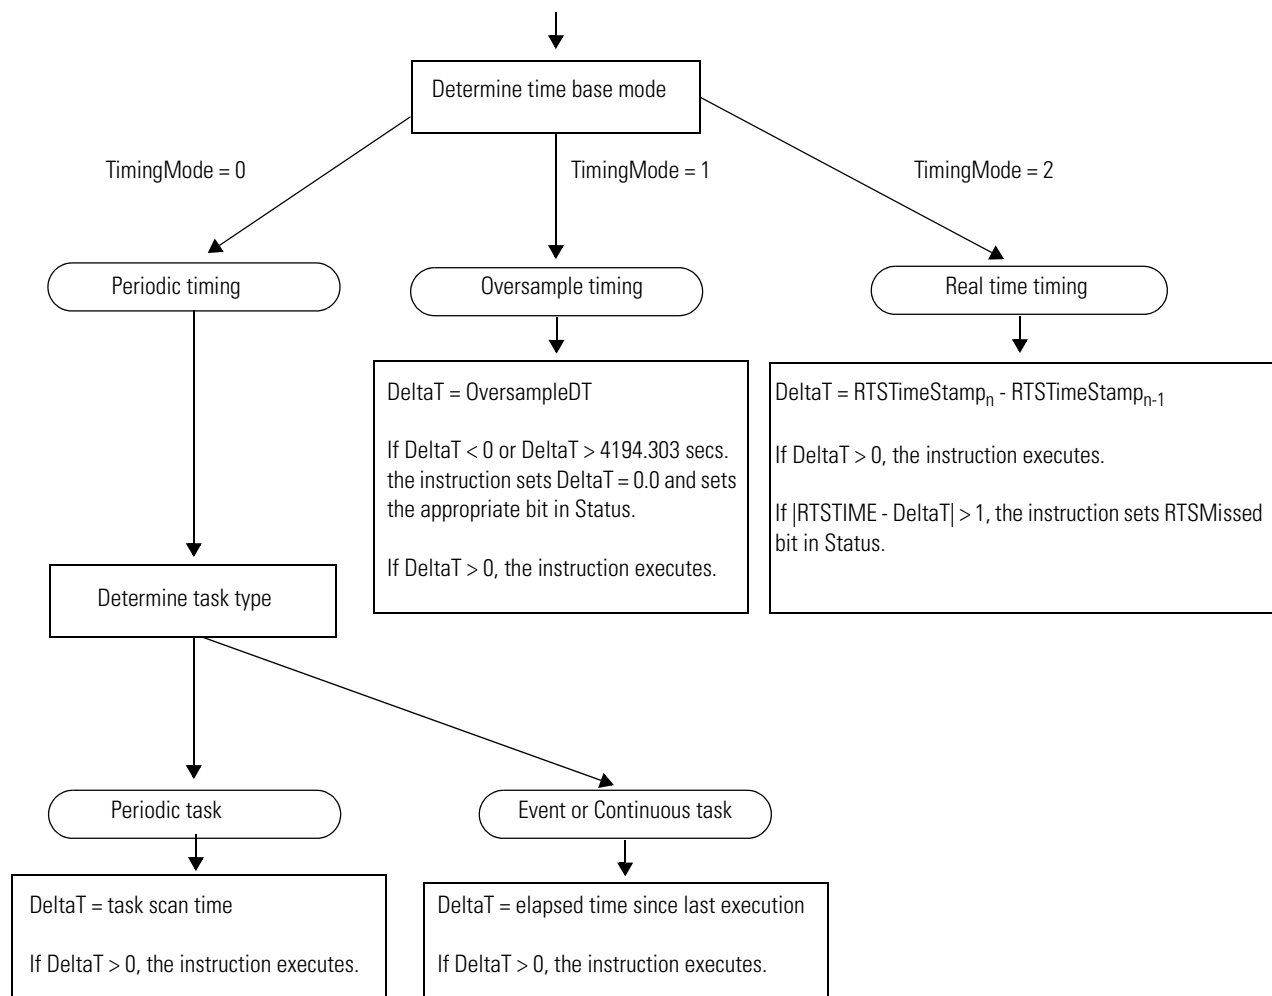 Determine time base mode
TimingMode = 0
TimingMode = 1
TimingMode = 2
Periodic timing
Oversample timing
Real time timing
DeltaT = OversampleDT
If DeltaT < 0 or DeltaT > 4194.303 secs.
the instruction sets DeltaT = 0.0 and sets
the appropriate bit in Status.
If DeltaT > 0, the instruction executes.
DeltaT = RTSTimeStampn - RTSTimeStampn-1
If DeltaT > 0, the instruction executes.
If |RTSTIME - DeltaT| > 1, the instruction sets RTSMissed
bit in Status.
Determine task type
Periodic task
Event or Continuous task
DeltaT = task scan time
If DeltaT > 0, the instruction executes.
DeltaT = elapsed time since last execution
If DeltaT > 0, the instruction executes.